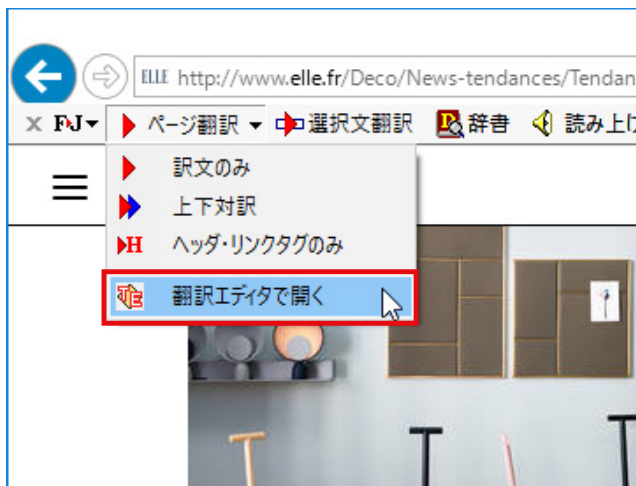 ELLE http://www.elle.fr/Deco/News-tendances/Tendan
× FJ▼ ページ翻訳 ▼ 選択文翻訳 辞書 読み上げ
訳文のみ
上下対訳
H ヘッダ・リンクタグのみ
TE 翻訳エディタで開く